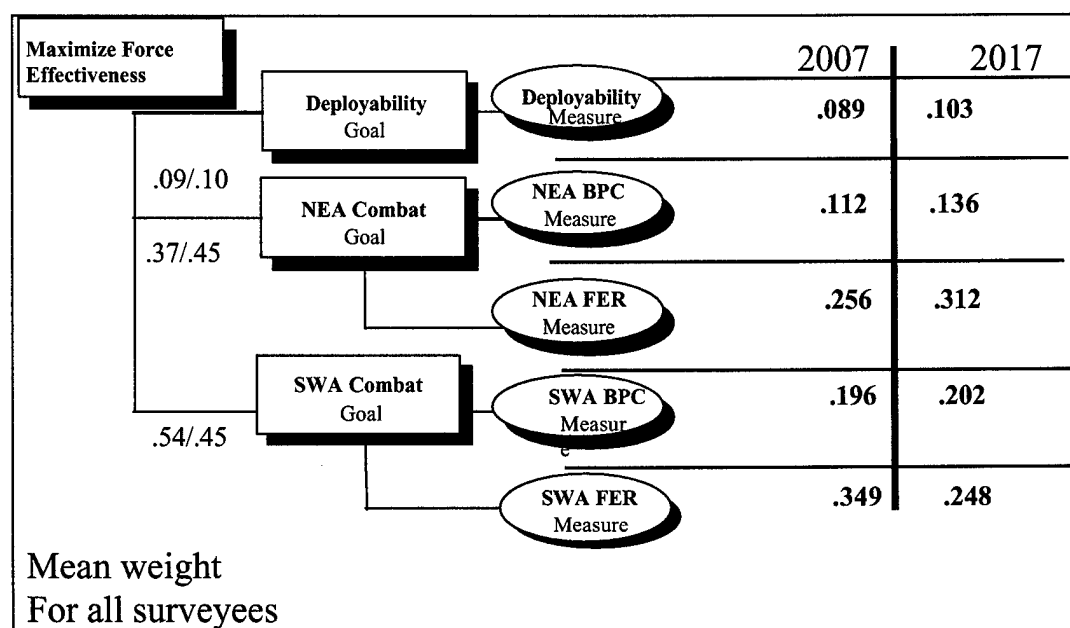 Maximize Force
Effectiveness
2007 2017
Deployability
Goal
Deployability
Measure
.089 .103
.09/.10
NEA Combat
Goal
NEA BPC
Measure
.112 .136
.37/.45
NEA FER
Measure
.256 .312
SWA Combat
Goal
SWA BPC
Measur
e
.196 .202
.54/.45
SWA FER
Measure
.349 .248
Mean weight
For all surveyees